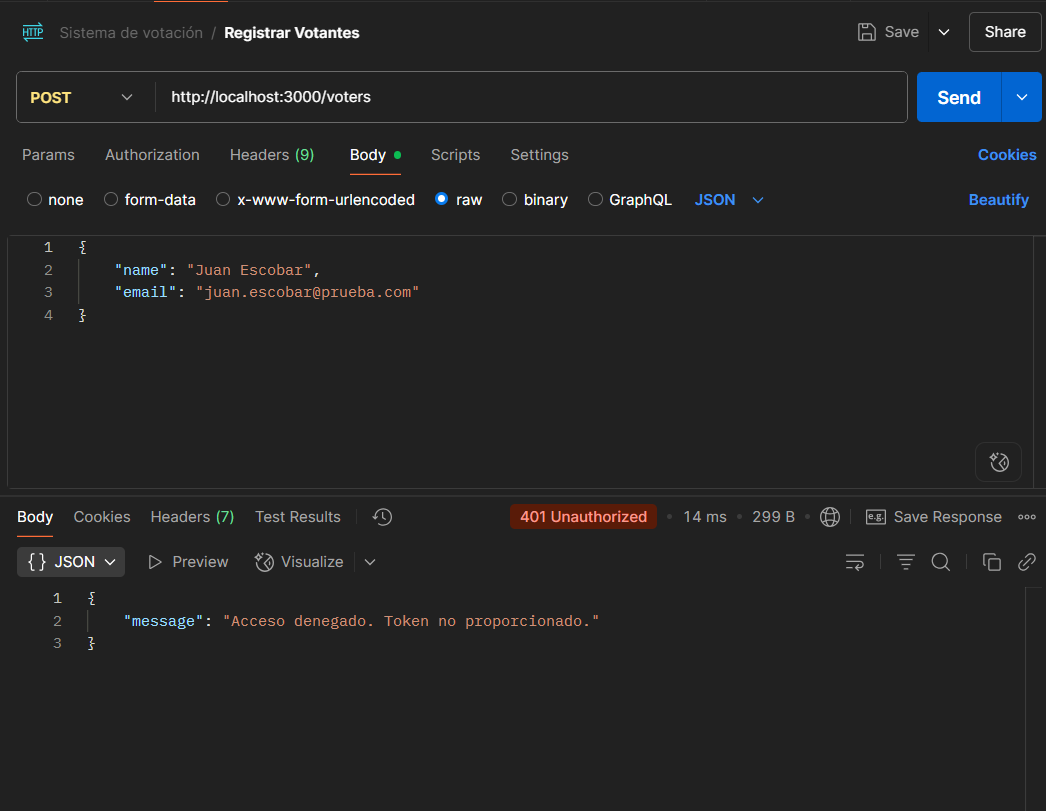 HTTP Sistema de votación / Registrar Votantes Save Share
POST http://localhost:3000/voters Send
Params Authorization Headers (9) Body Scripts Settings Cookies
none form-data x-www-form-urlencoded raw binary GraphQL JSON Beautify
1 {
2 "name": "Juan Escobar",
3 "email": "juan.escobar@prueba.com"
4 }
Body Cookies Headers (7) Test Results 401 Unauthorized • 14 ms • 299 B • e.g. Save Response
{} JSON Preview Visualize
1 {
2 "message": "Acceso denegado. Token no proporcionado."
3 }